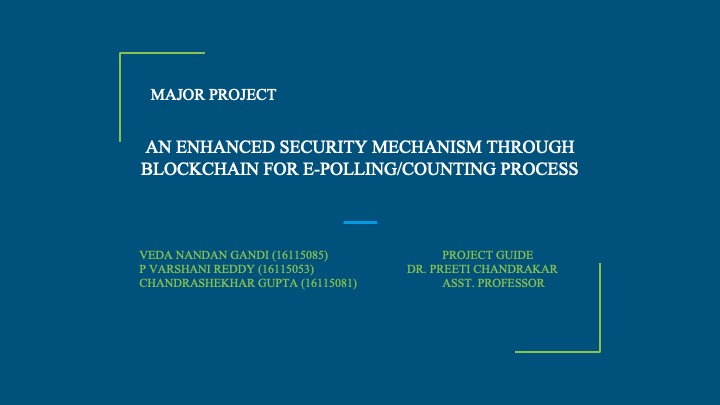 MAJOR PROJECT
AN ENHANCED SECURITY MECHANISM THROUGH
BLOCKCHAIN FOR E-POLLING/COUNTING PROCESS
VEDA NANDAN GANDI (16115085)
P VARSHANI REDDY (16115053)
CHANDRASHEKHAR GUPTA (16115081)
PROJECT GUIDE
DR. PREETI CHANDRAKAR
ASST. PROFESSOR